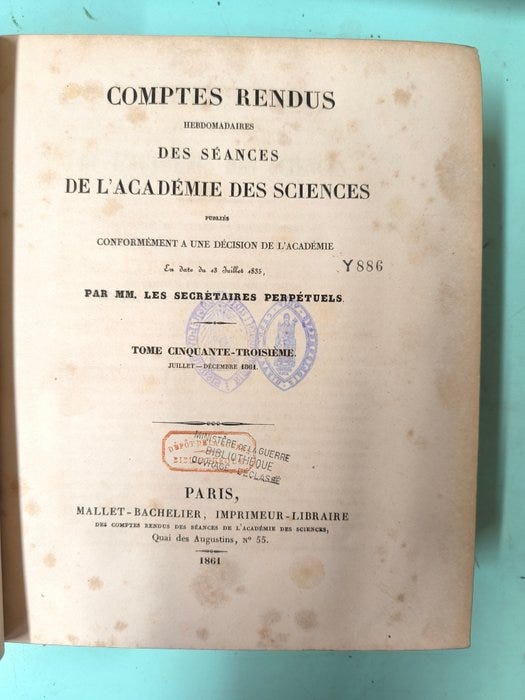 COMPTES RENDUS
HEBDOMADAIRES
DES SÉANCES
DE L'ACADÉMIE DES SCIENCES
PUBLIÉS
CONFORMÉMENT A UNE DÉCISION DE L'ACADÉMIE
En date du 13 Juillet 1835,
Y886
PAR MM. LES SECRÉTAIRES PERPÉTUELS.
TOME CINQUANTE-TROISIÈME.
JUILLET—DÉCEMBRE 1861.
MINISTÈRE DE LA GUERRE
BIBLIOTHÈQUE
OUVRAGE DÉCLASSÉ
DÉPÔT DE LA
PARIS,
MALLET-BACHELIER, IMPRIMEUR-LIBRAIRE
DES COMPTES RENDUS DES SÉANCES DE L'ACADÉMIE DES SCIENCES,
Quai des Augustins, N° 55.
1861